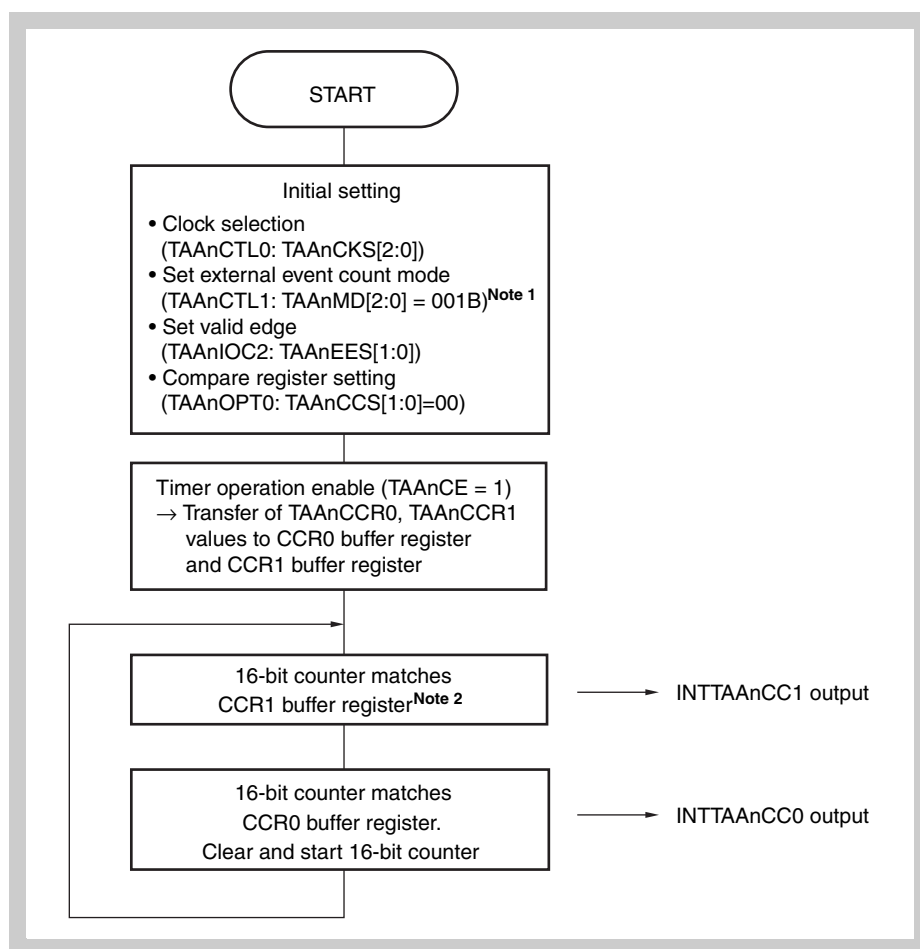 START
Initial setting
• Clock selection
(TAAnCTL0: TAAnCKS[2:0])
• Set external event count mode
(TAAnCTL1: TAAnMD[2:0] = 001B)Note 1
• Set valid edge
(TAAnIOC2: TAAnEES[1:0])
• Compare register setting
(TAAnOPT0: TAAnCCS[1:0]=00)
Timer operation enable (TAAnCE = 1)
→ Transfer of TAAnCCR0, TAAnCCR1
values to CCR0 buffer register
and CCR1 buffer register
16-bit counter matches
CCR1 buffer registerNote 2
INTTAAnCC1 output
16-bit counter matches
CCR0 buffer register.
Clear and start 16-bit counter
INTTAAnCC0 output